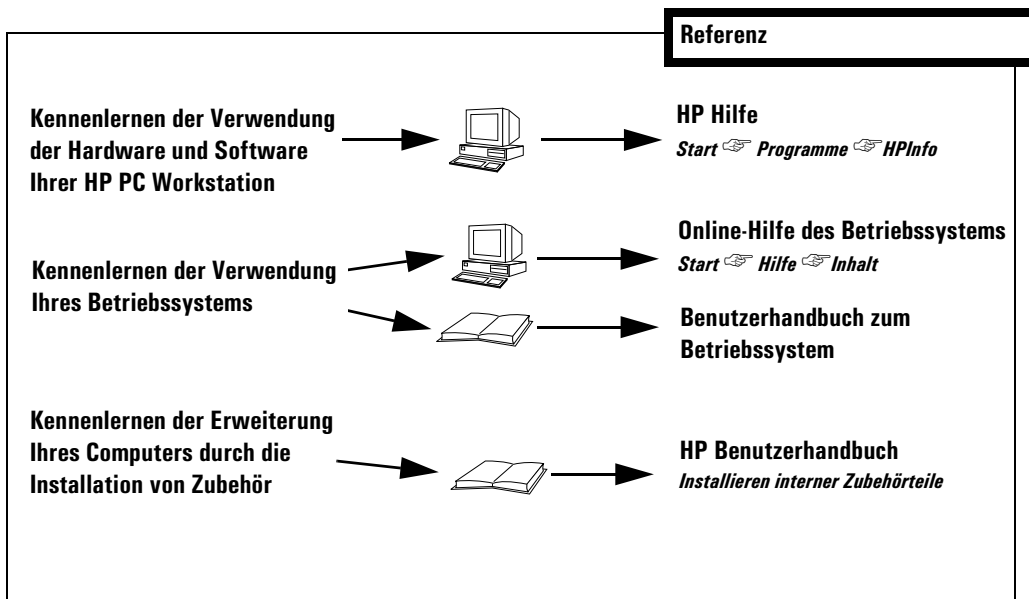 Referenz
Kennenlernen der Verwendung
der Hardware und Software
Ihrer HP PC Workstation
HP Hilfe
Start ☞ Programme ☞ HPInfo
Kennenlernen der Verwendung
Ihres Betriebssystems
Online-Hilfe des Betriebssystems
Start ☞ Hilfe ☞ Inhalt
Benutzerhandbuch zum
Betriebssystem
Kennenlernen der Erweiterung
Ihres Computers durch die
Installation von Zubehör
HP Benutzerhandbuch
Installieren interner Zubehörteile